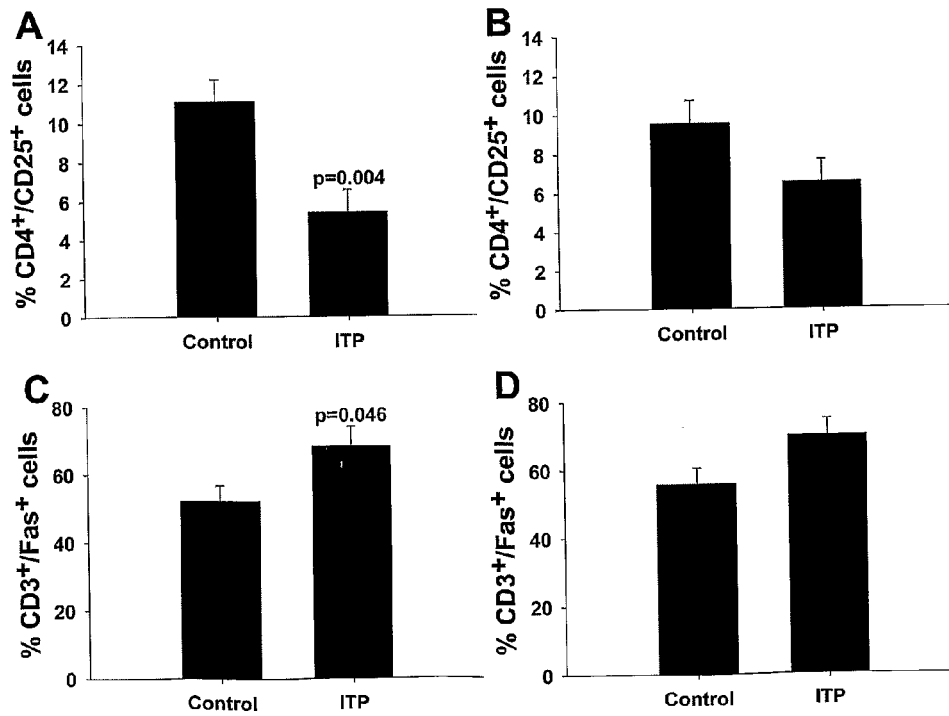 A
14
12
10
8
6
4
2
0
% CD4⁺/CD25⁺ cells
p=0.004
Control ITP
B
14
12
10
8
6
4
2
0
% CD4⁺/CD25⁺ cells
Control ITP
C
80
60
40
20
0
% CD3⁺/Fas⁺ cells
p=0.046
Control ITP
D
80
60
40
20
0
% CD3⁺/Fas⁺ cells
Control ITP